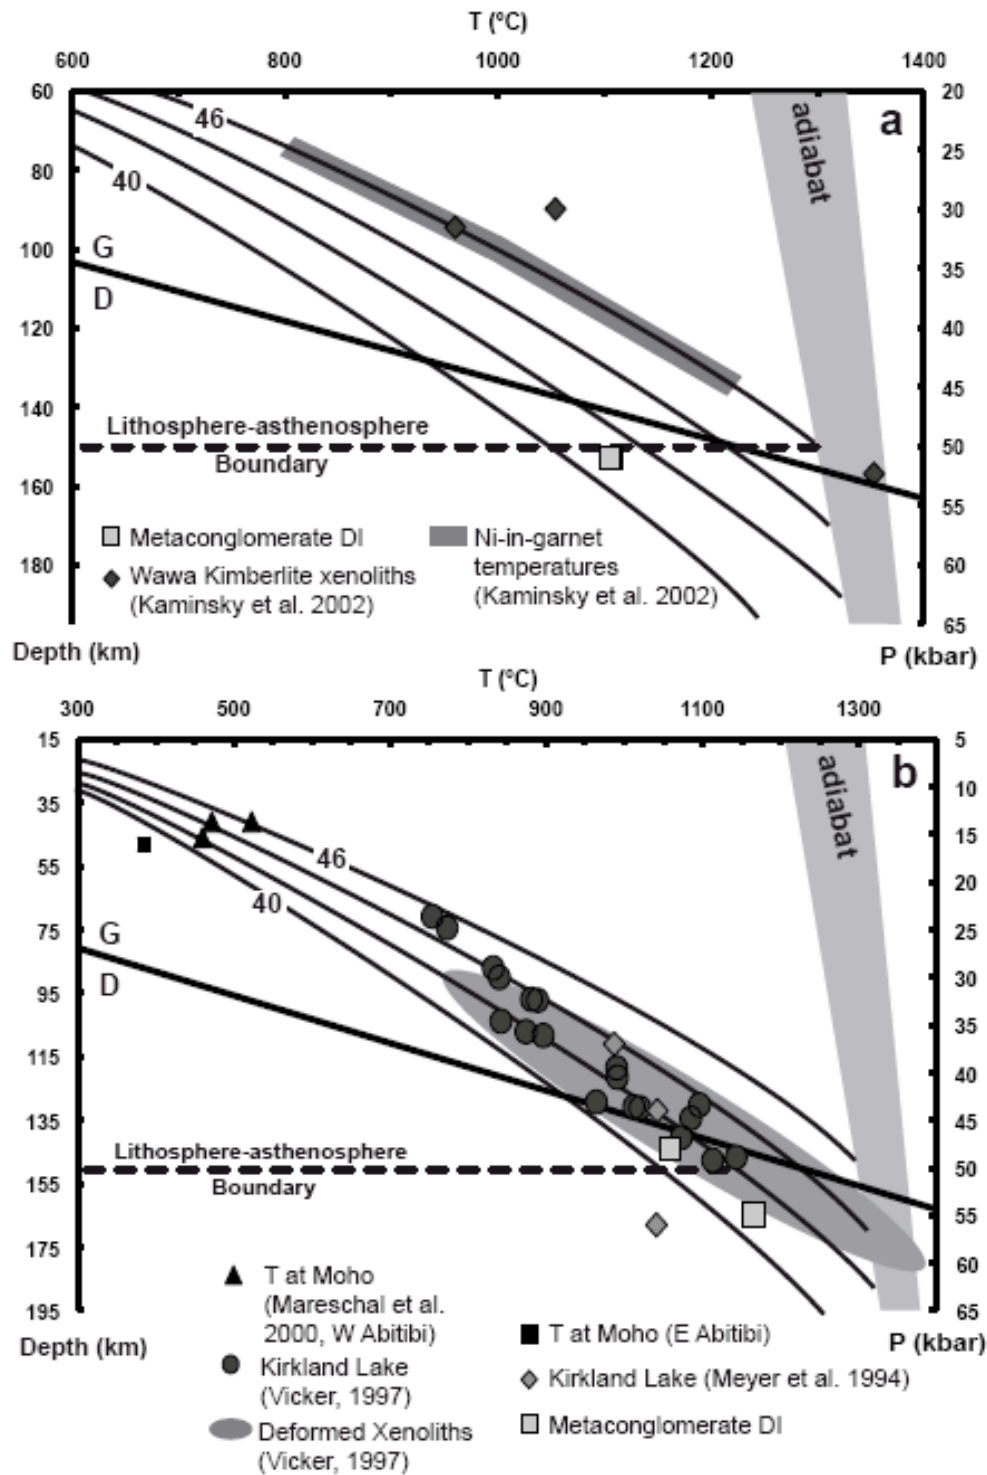 T (ºC)
600 800 1000 1200 1400
60 20
a
46
adiabat
25
80
40
30
100 G
35
D
120 40
45
140
Lithosphere-asthenosphere
50
Boundary
160
55
Metaconglomerate DI
Ni-in-garnet
Wawa Kimberlite xenoliths
temperatures
180 60
(Kaminsky et al. 2002)
(Kaminsky et al. 2002)
65
Depth (km) P (kbar)
T (ºC)
300 500 700 900 1100 1300
15 5
b
adiabat
10
35
15
46
55
20
40
75 G 25
D
95 30
35
115
40
135 45
Lithosphere-asthenosphere
50
155 Boundary
55
175
60
T at Moho
(Mareschal et al.
195 2000, W Abitibi) 65
T at Moho (E Abitibi)
Depth (km) P (kbar)
Kirkland Lake
(Vicker, 1997)
Kirkland Lake (Meyer et al. 1994)
Deformed Xenoliths
(Vicker, 1997)
Metaconglomerate DI